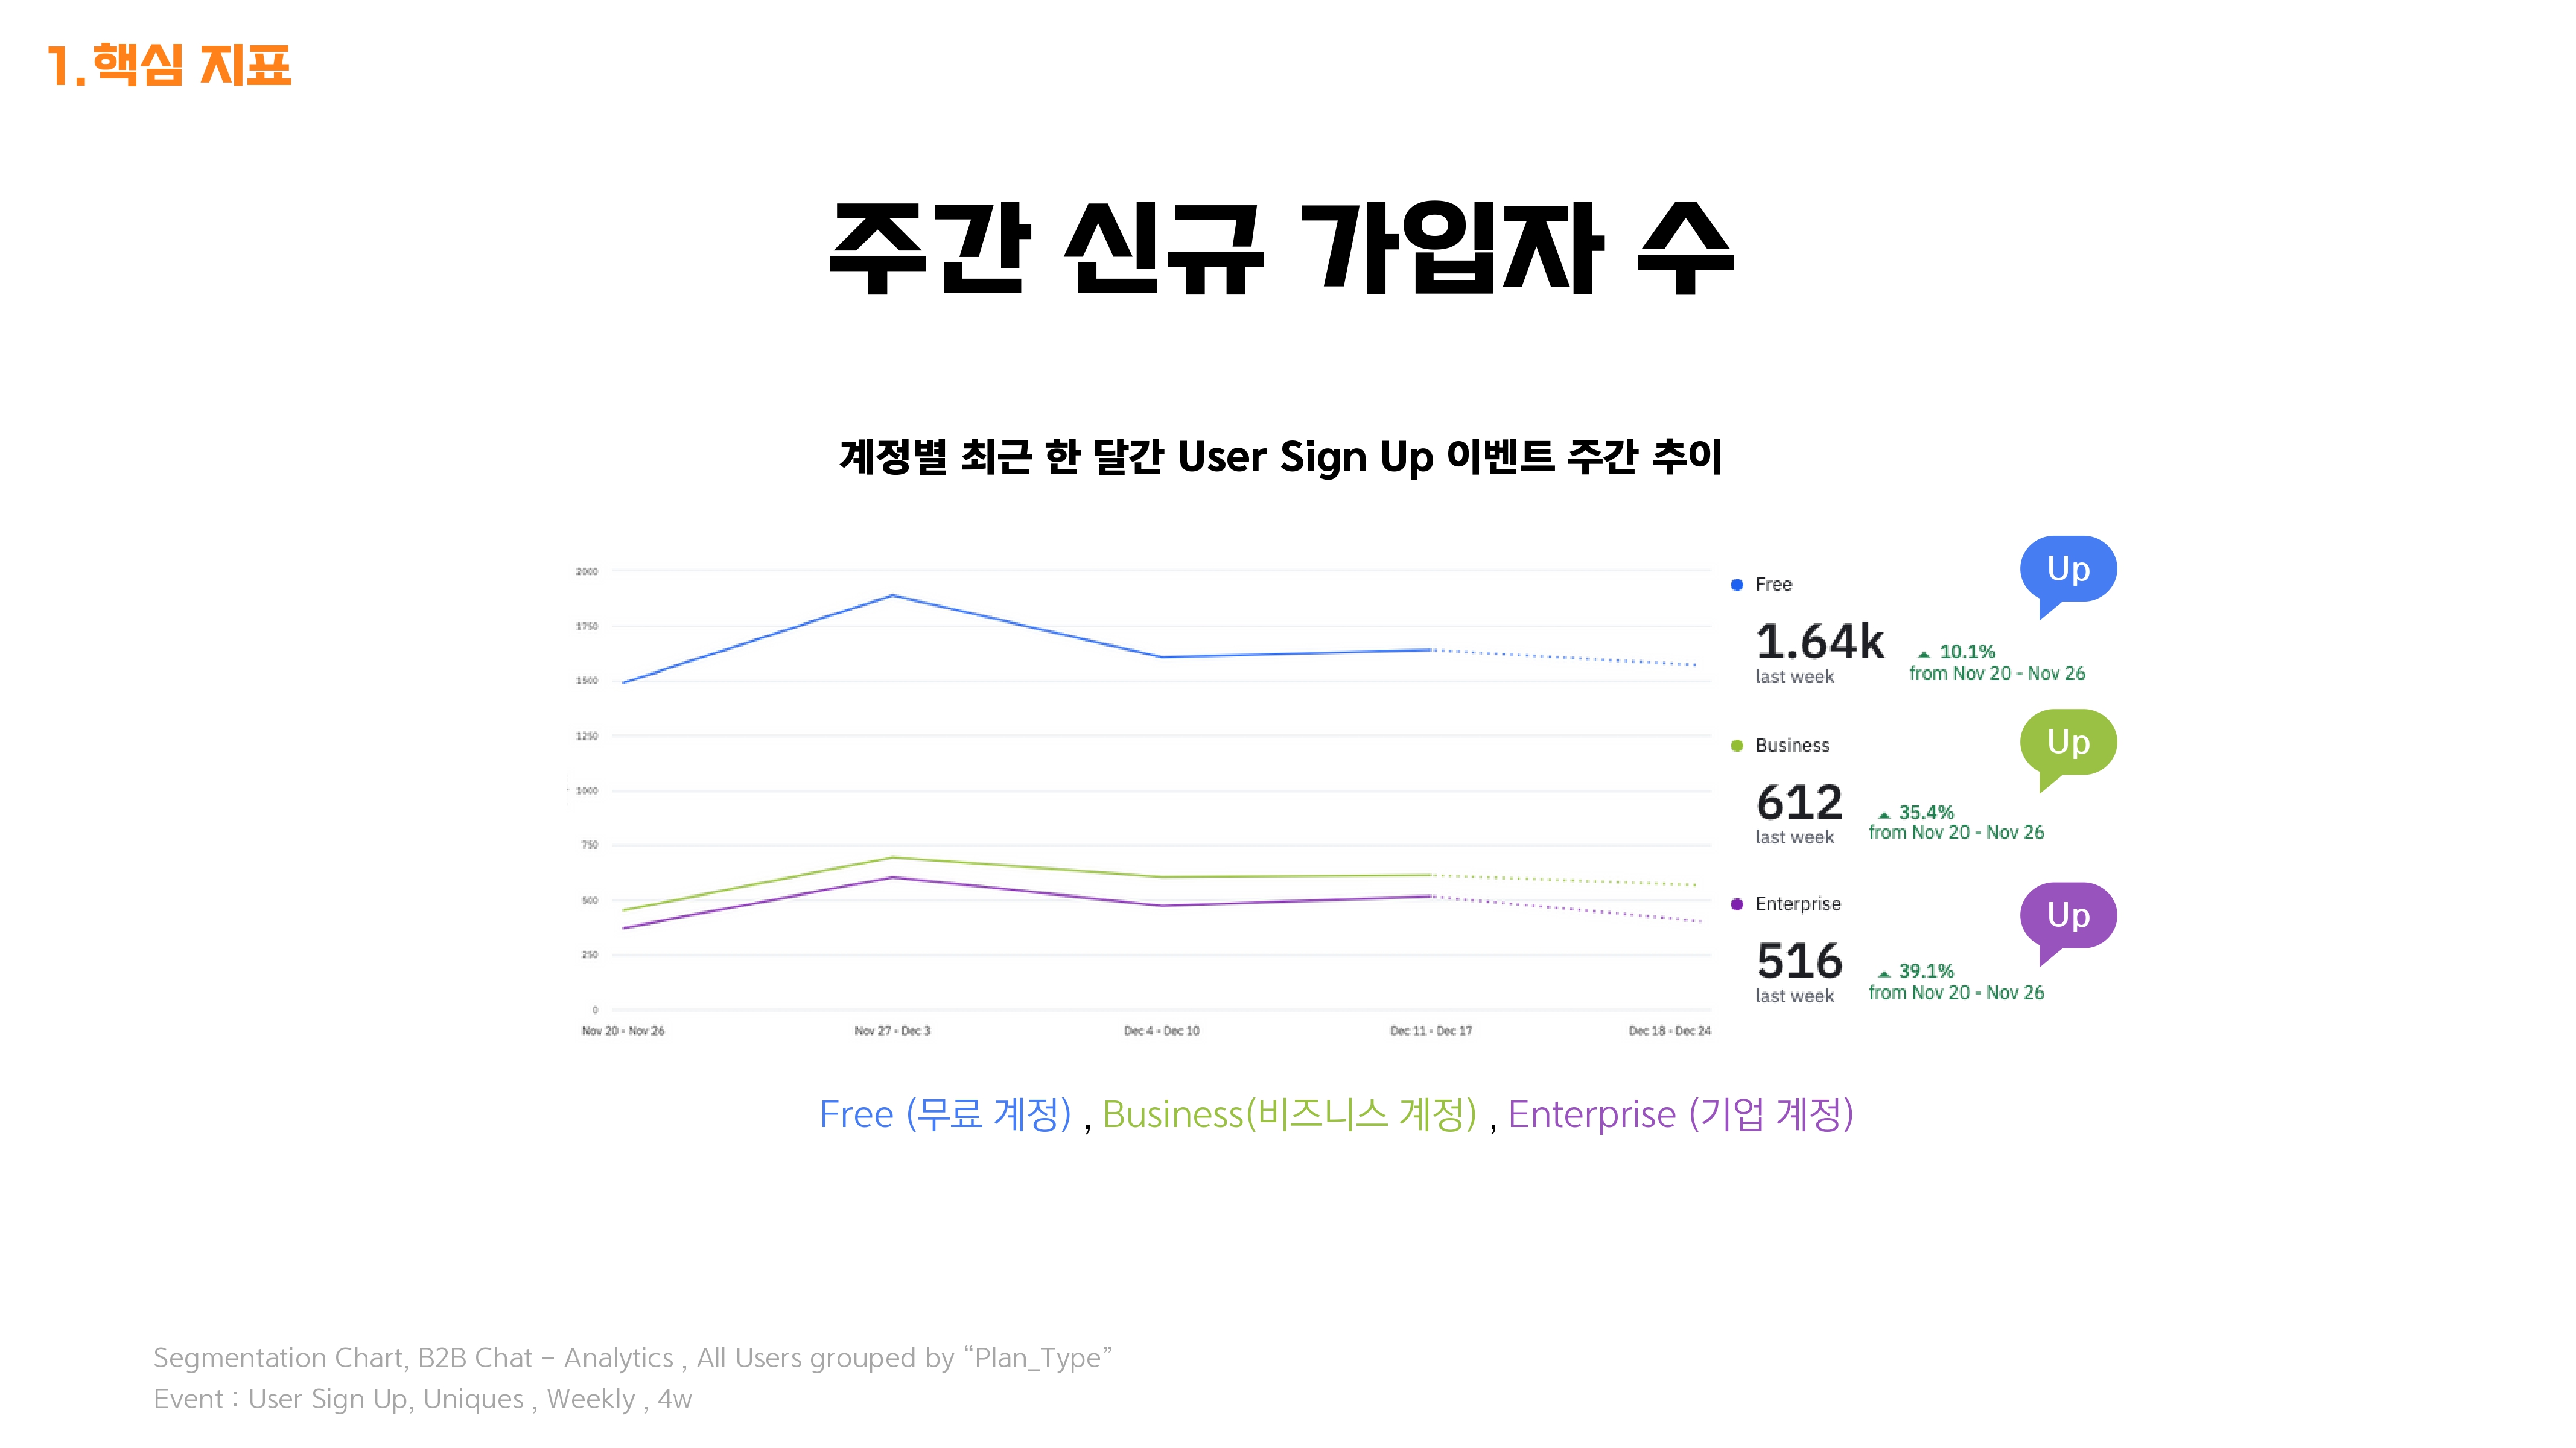 1. 핵심 지표
주간 신규 가입자 수
계정별 최근 한 달간 User Sign Up 이벤트 주간 추이
2000
1750
1500
1250
1000
750
500
250
0
Nov 20 - Nov 26
Nov 27 - Dec 3
Dec 4 - Dec 10
Dec 11 - Dec 17
Dec 18 - Dec 24
Free
Up
1.64k
10.1%
last week
from Nov 20 - Nov 26
Business
Up
612
35.4%
last week
from Nov 20 - Nov 26
Enterprise
Up
516
39.1%
last week
from Nov 20 - Nov 26
Free (무료 계정) , Business(비즈니스 계정) , Enterprise (기업 계정)
Segmentation Chart, B2B Chat – Analytics , All Users grouped by “Plan_Type”
Event : User Sign Up, Uniques , Weekly , 4w